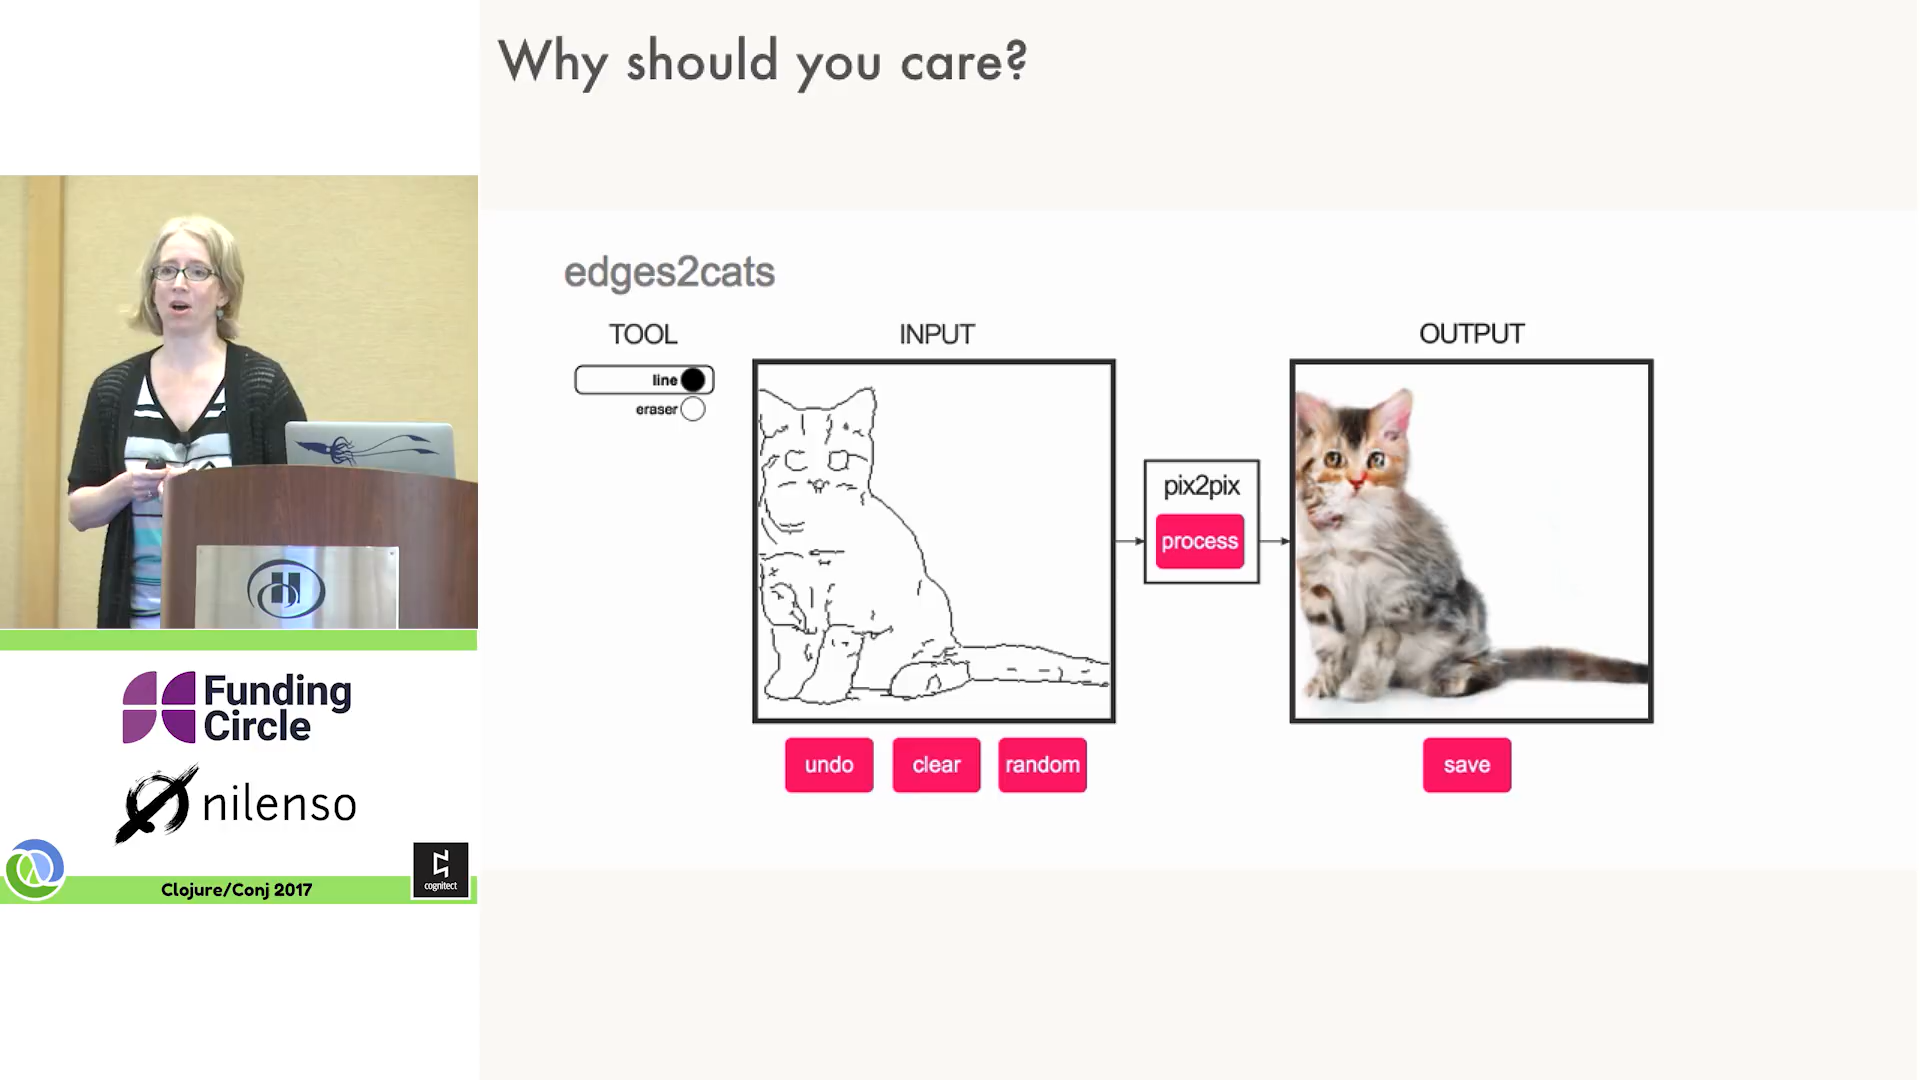 Why should you care?
edges2cats
TOOL
INPUT
OUTPUT
line
eraser
pix2pix
process
undo
clear
random
save
Funding
Circle
nilenso
cognitect
Clojure/Conj 2017